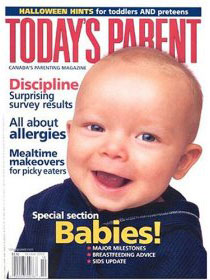 HALLOWEEN HINTS for toddlers and preteens
TODAY'S PARENT
CANADA'S PARENTING MAGAZINE
Discipline
Surprising
survey results
All about
allergies
Mealtime
makeovers
for picky eaters
Special section
Babies!
MAJOR MILESTONES
BREASTFEEDING ADVICE
SIDS UPDATE